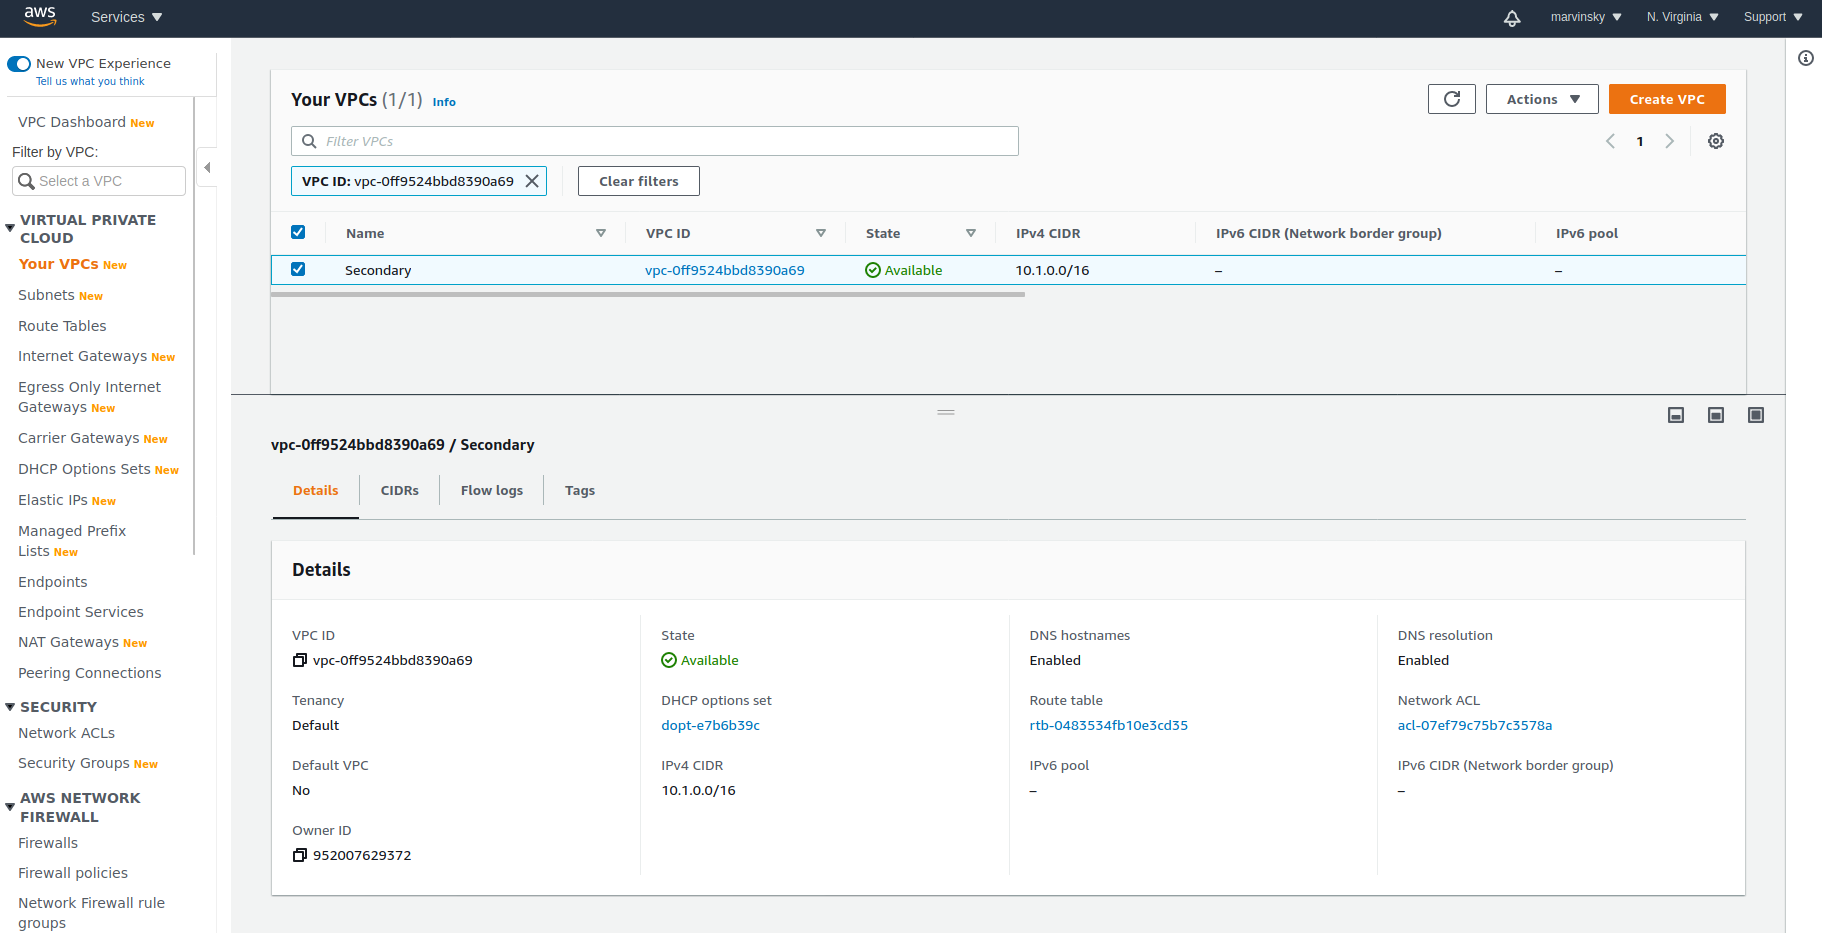 aws
Services
marvinsky
N. Virginia
Support
New VPC Experience
Tell us what you think
VPC Dashboard New
Filter by VPC:
Select a VPC
VIRTUAL PRIVATE
CLOUD
Your VPCs New
Subnets New
Route Tables
Internet Gateways New
Egress Only Internet
Gateways New
Carrier Gateways New
DHCP Options Sets New
Elastic IPs New
Managed Prefix
Lists New
Endpoints
Endpoint Services
NAT Gateways New
Peering Connections
SECURITY
Network ACLs
Security Groups New
AWS NETWORK
FIREWALL
Firewalls
Firewall policies
Network Firewall rule
groups
Your VPCs (1/1) Info
Actions
Create VPC
Filter VPCs
1
VPC ID: vpc-0ff9524bbd8390a69
Clear filters
Name VPC ID State IPv4 CIDR IPv6 CIDR (Network border group) IPv6 pool
Secondary vpc-0ff9524bbd8390a69 Available 10.1.0.0/16 – –
vpc-0ff9524bbd8390a69 / Secondary
Details CIDRs Flow logs Tags
Details
VPC ID State DNS hostnames DNS resolution
vpc-0ff9524bbd8390a69 Available Enabled Enabled
Tenancy DHCP options set Route table Network ACL
Default dopt-e7b6b39c rtb-0483534fb10e3cd35 acl-07ef79c75b7c3578a
Default VPC IPv4 CIDR IPv6 pool IPv6 CIDR (Network border group)
No 10.1.0.0/16 – –
Owner ID
952007629372